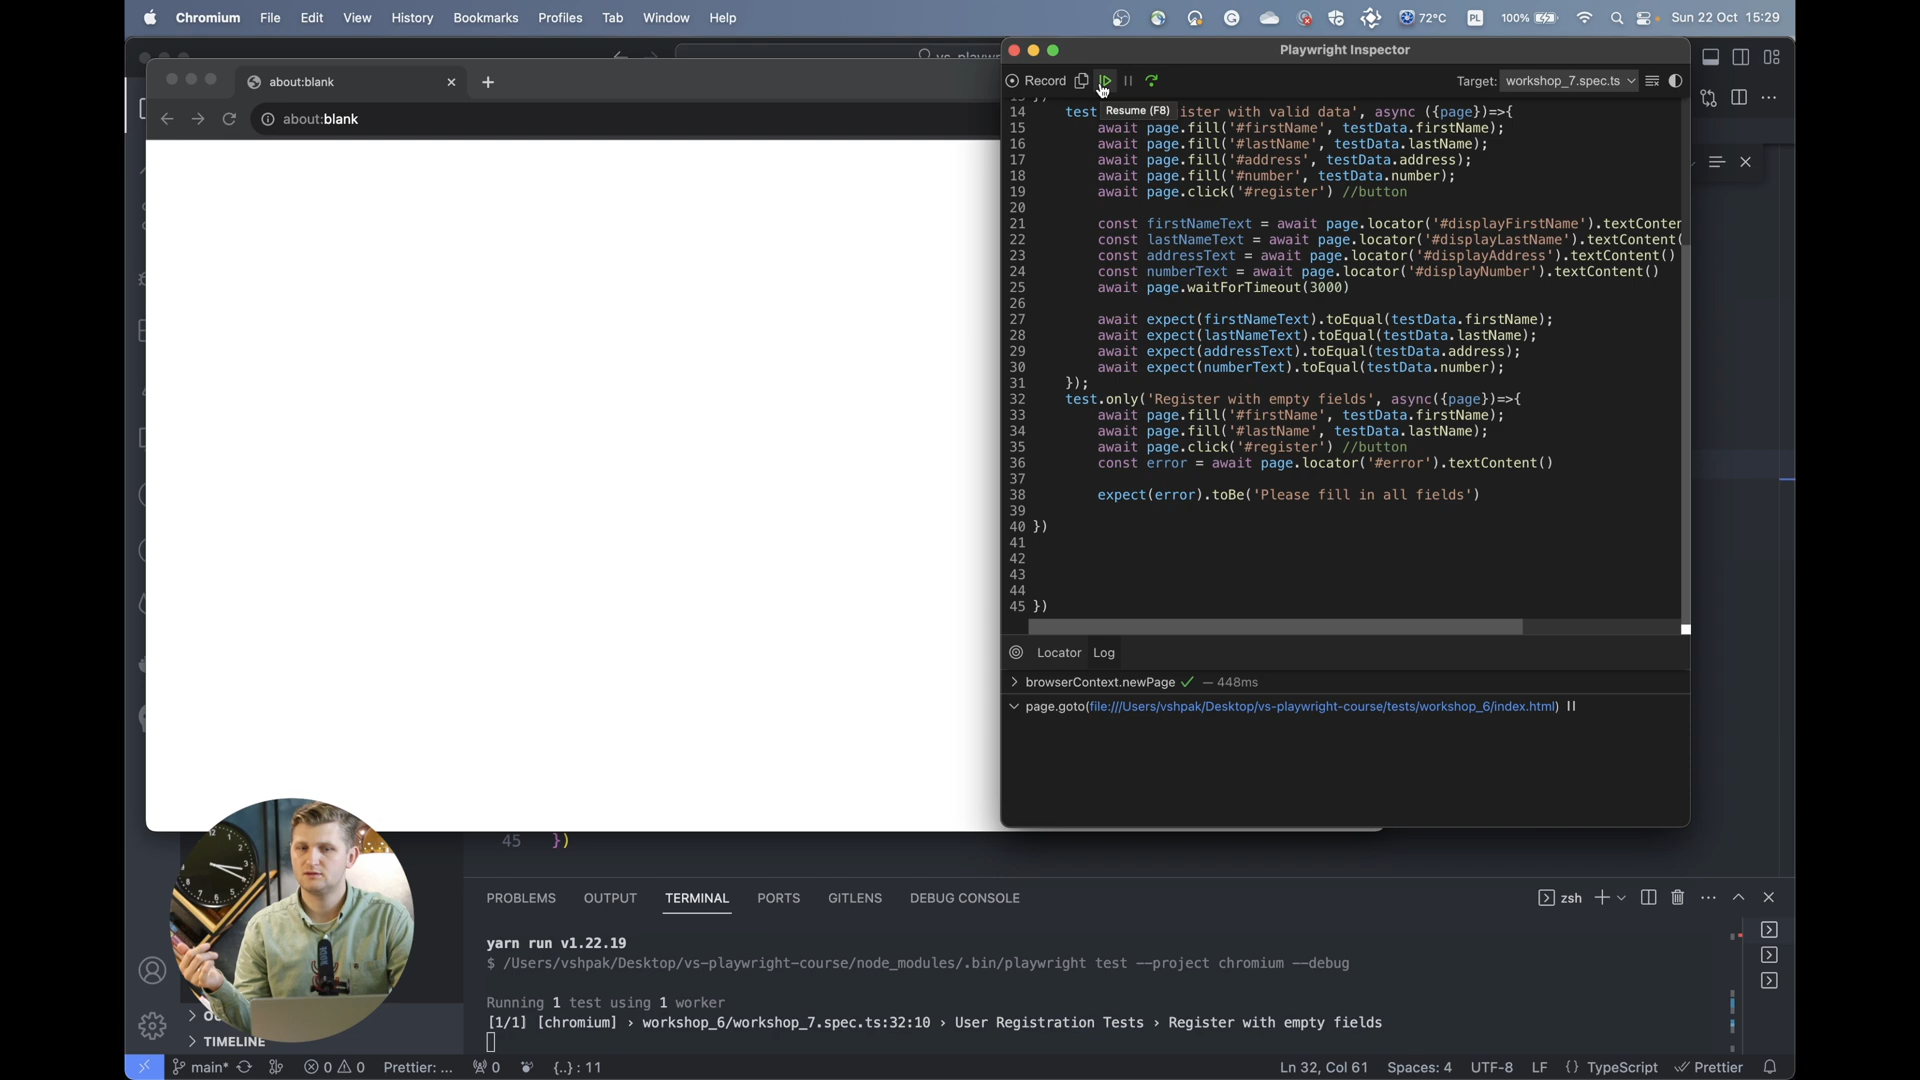 Chromium File Edit View History Bookmarks Profiles Tab Window Help
72°C PL 100% Sun 22 Oct 15:29
Playwright Inspector
about:blank
about:blank
Record
Target: workshop_7.spec.ts
Resume (F8)
14 test ister with valid data', async ({page})=>{
15 await page.fill('#firstName', testData.firstName);
16 await page.fill('#lastName', testData.lastName);
17 await page.fill('#address', testData.address);
18 await page.fill('#number', testData.number);
19 await page.click('#register') //button
20
21 const firstNameText = await page.locator('#displayFirstName').textConten
22 const lastNameText = await page.locator('#displayLastName').textContent(
23 const addressText = await page.locator('#displayAddress').textContent()
24 const numberText = await page.locator('#displayNumber').textContent()
25 await page.waitForTimeout(3000)
26
27 await expect(firstNameText).toEqual(testData.firstName);
28 await expect(lastNameText).toEqual(testData.lastName);
29 await expect(addressText).toEqual(testData.address);
30 await expect(numberText).toEqual(testData.number);
31 });
32 test.only('Register with empty fields', async({page})=>{
33 await page.fill('#firstName', testData.firstName);
34 await page.fill('#lastName', testData.lastName);
35 await page.click('#register') //button
36 const error = await page.locator('#error').textContent()
37
38 expect(error).toBe('Please fill in all fields')
39
40 })
41
42
43
44
45 })
Locator Log
browserContext.newPage ✓ — 448ms
page.goto(file:///Users/vshpak/Desktop/vs-playwright-course/tests/workshop_6/index.html)
45 })
PROBLEMS OUTPUT TERMINAL PORTS GITLENS DEBUG CONSOLE
zsh
yarn run v1.22.19
$ /Users/vshpak/Desktop/vs-playwright-course/node_modules/.bin/playwright test --project chromium --debug
Running 1 test using 1 worker
[1/1] [chromium] › workshop_6/workshop_7.spec.ts:32:10 › User Registration Tests › Register with empty fields
TIMELINE
main* 0 0 Prettier: ... 0 {..} : 11
Ln 32, Col 61 Spaces: 4 UTF-8 LF {} TypeScript Prettier